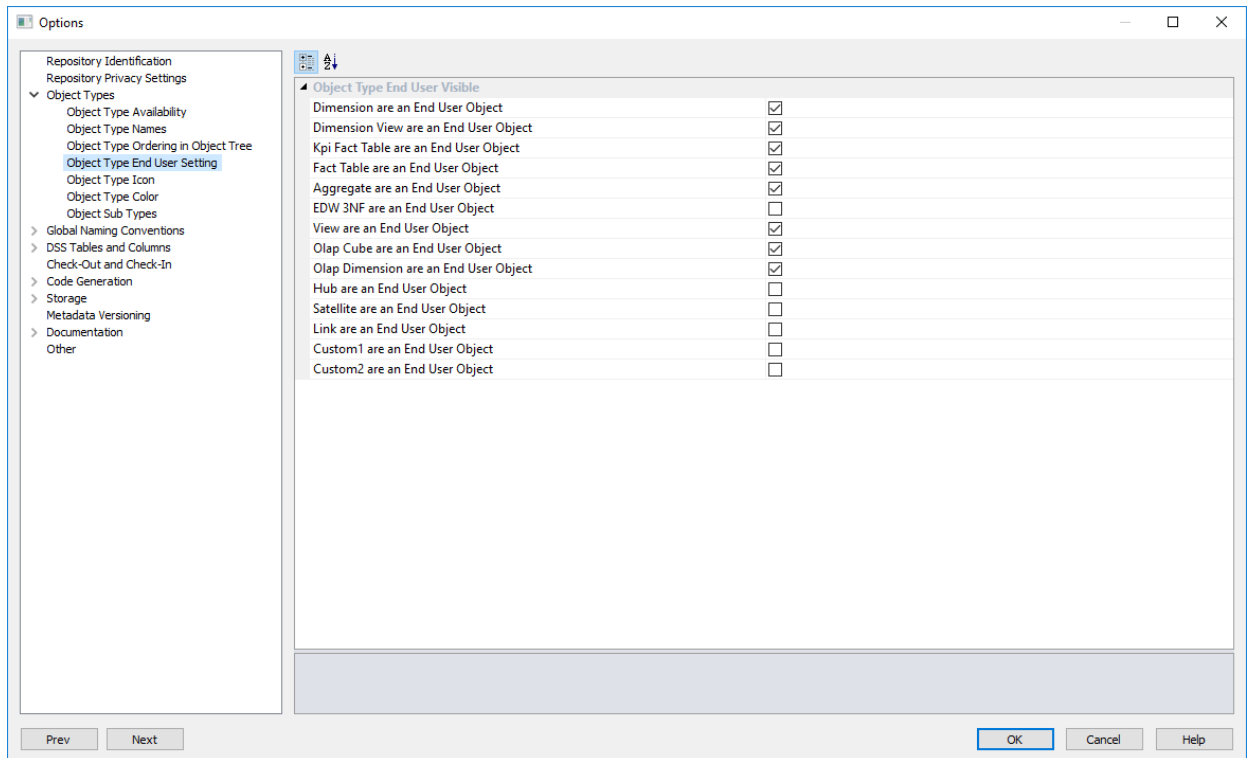 Options
Repository Identification
Repository Privacy Settings
Object Types
Object Type Availability
Object Type Names
Object Type Ordering in Object Tree
Object Type End User Setting
Object Type Icon
Object Type Color
Object Sub Types
Global Naming Conventions
DSS Tables and Columns
Check-Out and Check-In
Code Generation
Storage
Metadata Versioning
Documentation
Other
Object Type End User Visible
Dimension are an End User Object
Dimension View are an End User Object
Kpi Fact Table are an End User Object
Fact Table are an End User Object
Aggregate are an End User Object
EDW 3NF are an End User Object
View are an End User Object
Olap Cube are an End User Object
Olap Dimension are an End User Object
Hub are an End User Object
Satellite are an End User Object
Link are an End User Object
Custom1 are an End User Object
Custom2 are an End User Object
Prev Next OK Cancel Help